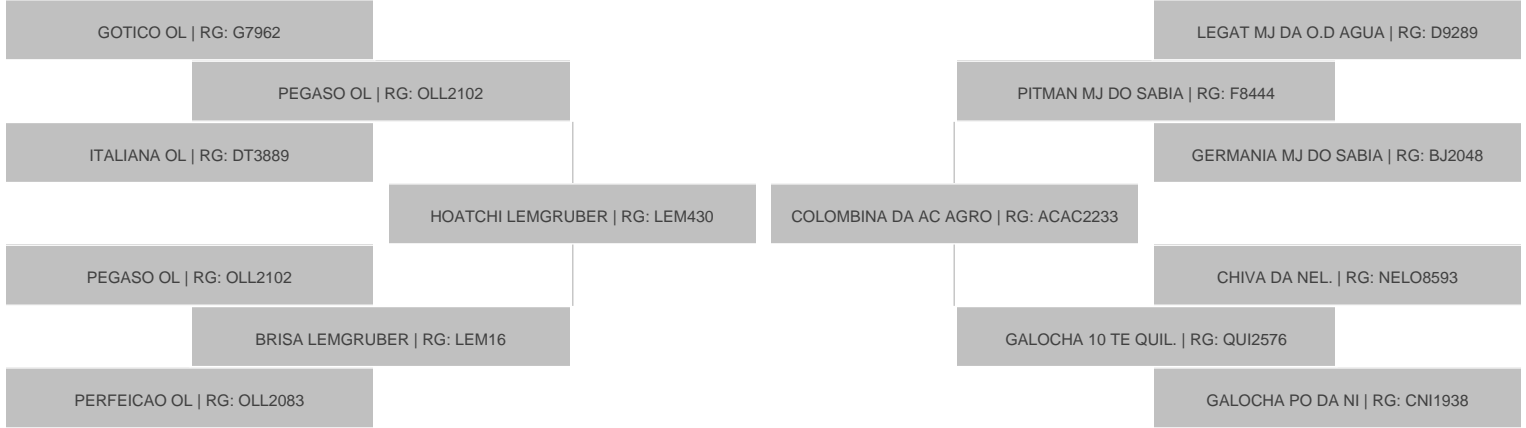 GOTICO OL | RG: G7962
LEGAT MJ DA O.D AGUA | RG: D9289
PEGASO OL | RG: OLL2102
PITMAN MJ DO SABIA | RG: F8444
ITALIANA OL | RG: DT3889
GERMANIA MJ DO SABIA | RG: BJ2048
HOATCHI LEMGRUBER | RG: LEM430
COLOMBINA DA AC AGRO | RG: ACAC2233
PEGASO OL | RG: OLL2102
CHIVA DA NEL. | RG: NELO8593
BRISA LEMGRUBER | RG: LEM16
GALOCHA 10 TE QUIL. | RG: QUI2576
PERFEICAO OL | RG: OLL2083
GALOCHA PO DA NI | RG: CNI1938